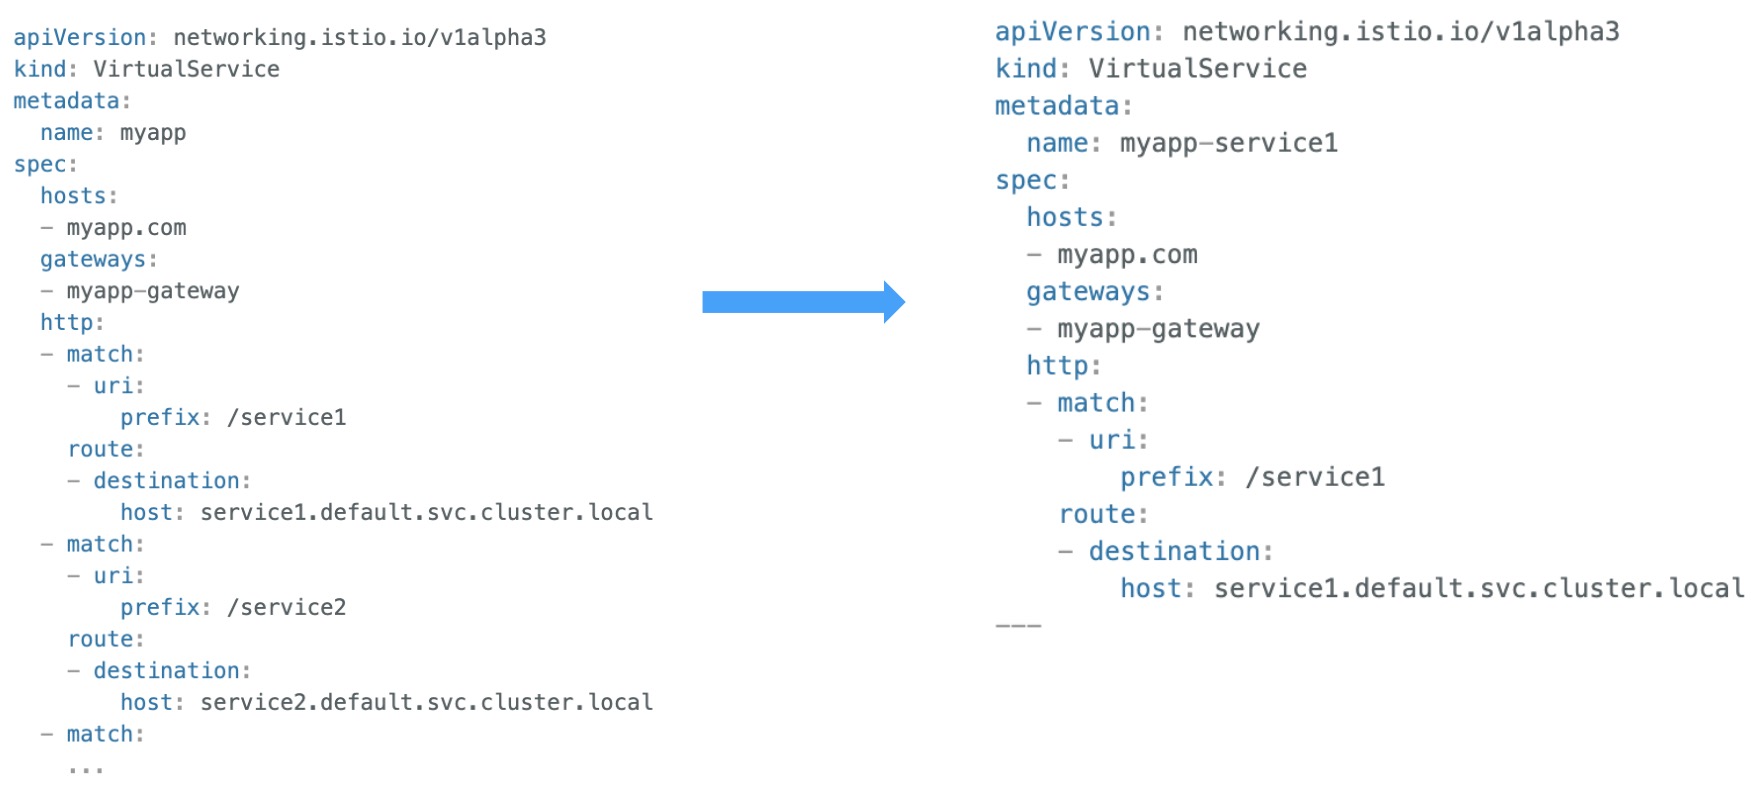 apiVersion: networking.istio.io/v1alpha3
kind: VirtualService
metadata:
  name: myapp
spec:
  hosts:
  - myapp.com
  gateways:
  - myapp-gateway
  http:
  - match:
    - uri:
        prefix: /service1
    route:
    - destination:
        host: service1.default.svc.cluster.local
  - match:
    - uri:
        prefix: /service2
    route:
    - destination:
        host: service2.default.svc.cluster.local
  - match:
    ...
apiVersion: networking.istio.io/v1alpha3
kind: VirtualService
metadata:
  name: myapp-service1
spec:
  hosts:
  - myapp.com
  gateways:
  - myapp-gateway
  http:
  - match:
    - uri:
        prefix: /service1
    route:
    - destination:
        host: service1.default.svc.cluster.local
---